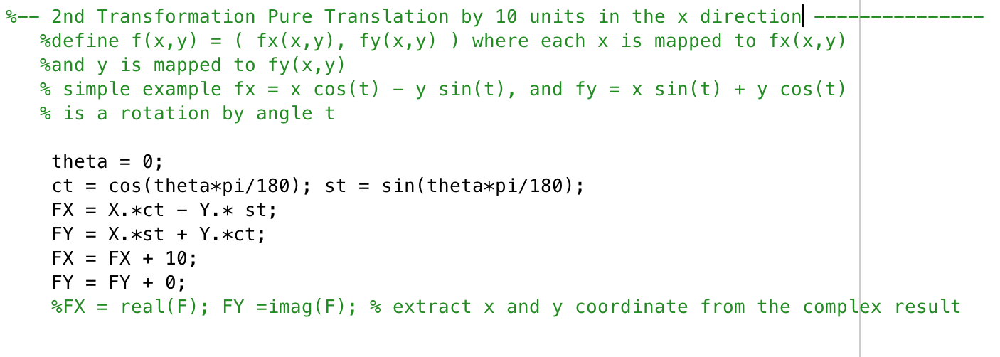 %-- 2nd Transformation Pure Translation by 10 units in the x direction ---------------
%define f(x,y) = ( fx(x,y), fy(x,y) ) where each x is mapped to fx(x,y)
%and y is mapped to fy(x,y)
% simple example fx = x cos(t) - y sin(t), and fy = x sin(t) + y cos(t)
% is a rotation by angle t
theta = 0;
ct = cos(theta*pi/180); st = sin(theta*pi/180);
FX = X.*ct - Y.* st;
FY = X.*st + Y.*ct;
FX = FX + 10;
FY = FY + 0;
%FX = real(F); FY =imag(F); % extract x and y coordinate from the complex result